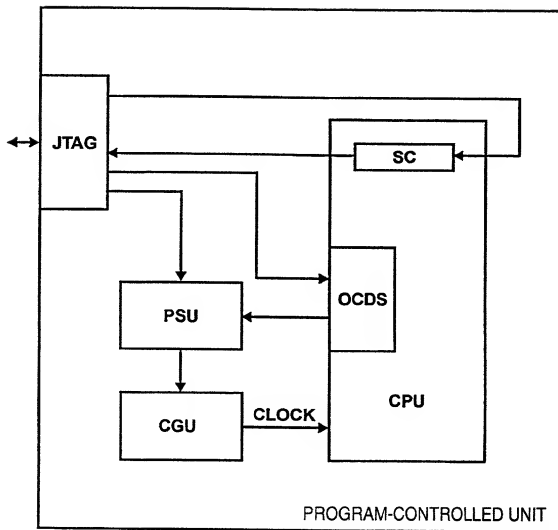 JTAG
SC
OCDS
PSU
CPU
CLOCK
CGU
PROGRAM-CONTROLLED UNIT